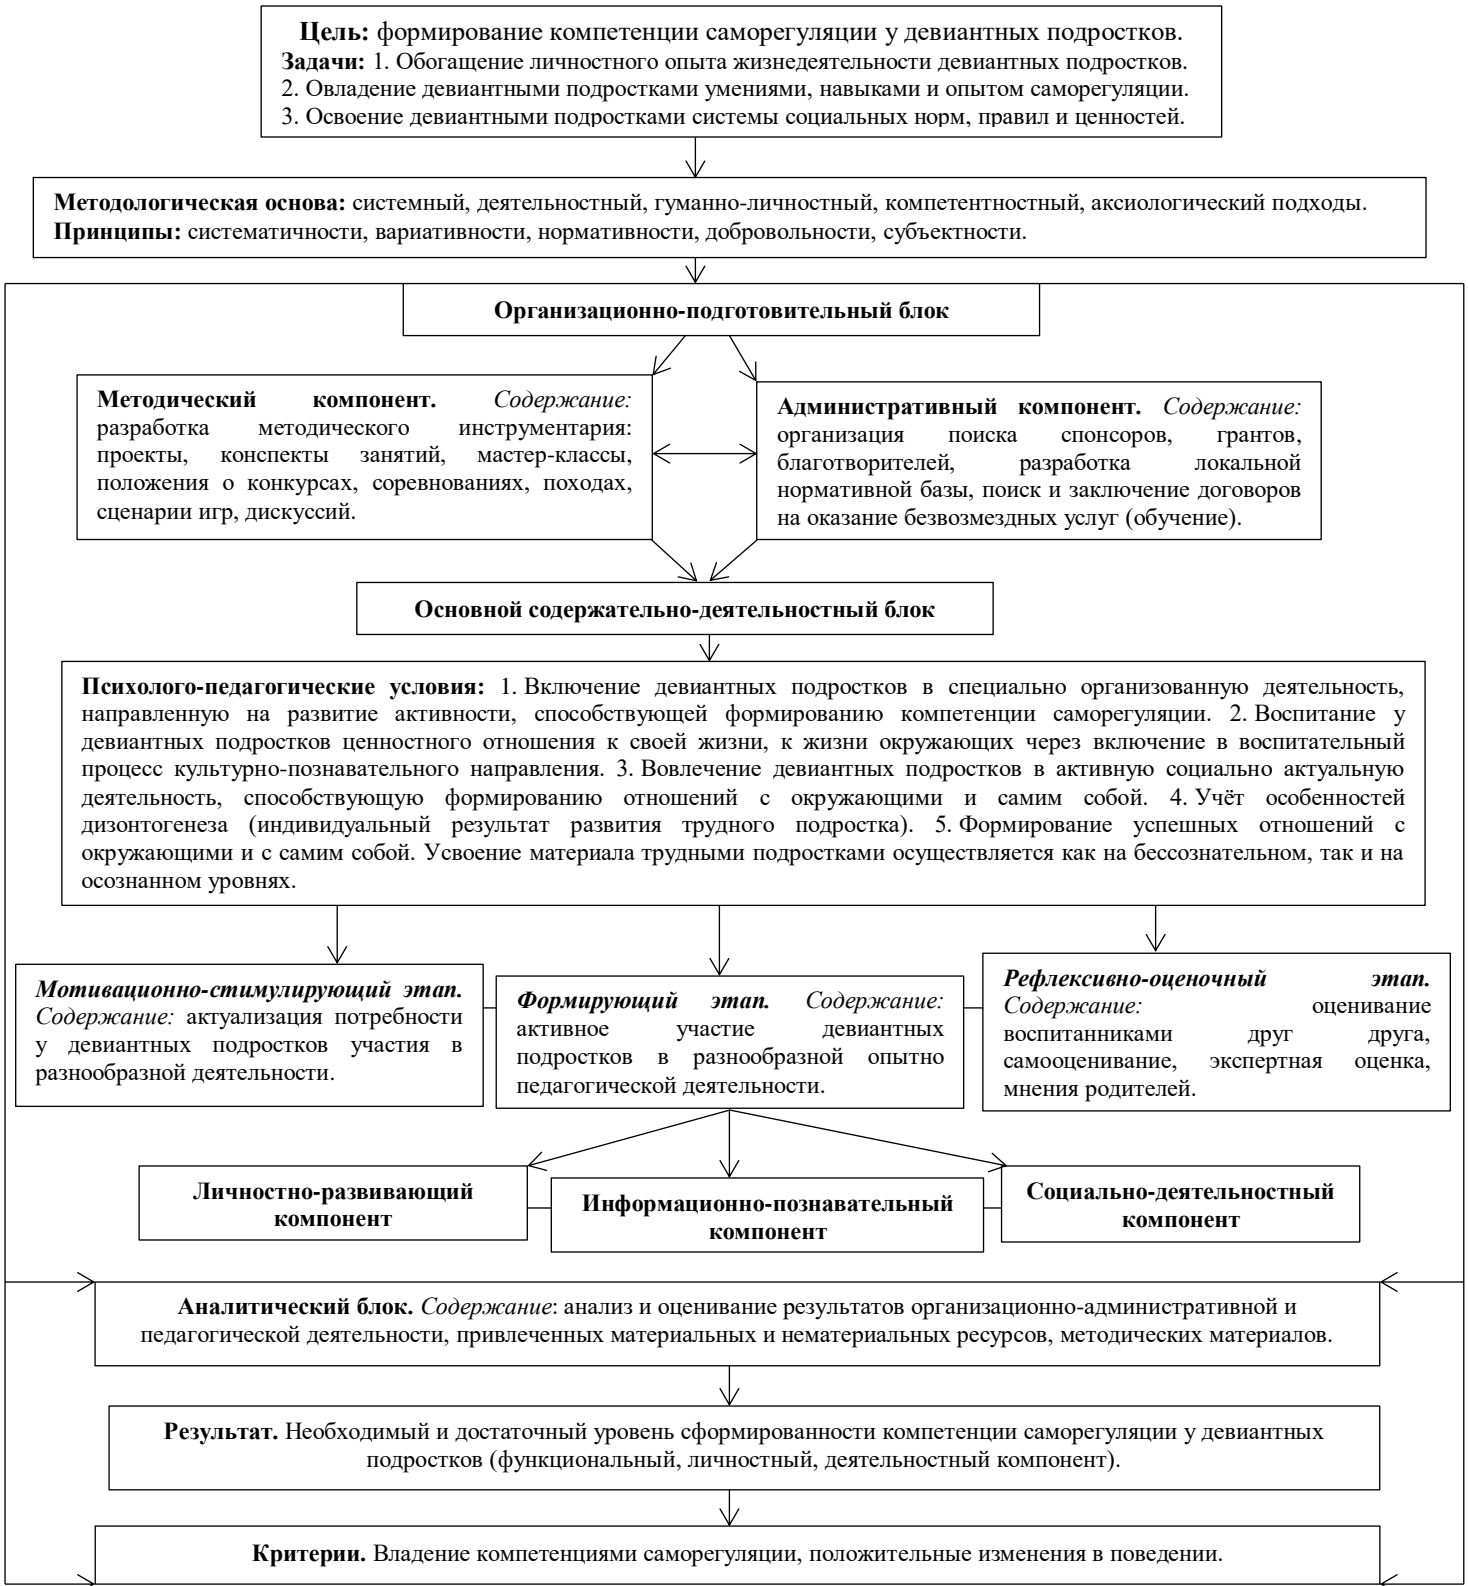 Цель: формирование компетенции саморегуляции у девиантных подростков.
Задачи: 1. Обогащение личностного опыта жизнедеятельности девиантных подростков.
2. Овладение девиантными подростками умениями, навыками и опытом саморегуляции.
3. Освоение девиантными подростками системы социальных норм, правил и ценностей.
Методологическая основа: системный, деятельностный, гуманно-личностный, компетентностный, аксиологический подходы.
Принципы: систематичности, вариативности, нормативности, добровольности, субъектности.
Организационно-подготовительный блок
Методический компонент. Содержание:
разработка методического инструментария:
проекты, конспекты занятий, мастер-классы,
положения о конкурсах, соревнованиях, походах,
сценарии игр, дискуссий.
Административный компонент. Содержание:
организация поиска спонсоров, грантов,
благотворителей, разработка локальной
нормативной базы, поиск и заключение договоров
на оказание безвозмездных услуг (обучение).
Основной содержательно-деятельностный блок
Психолого-педагогические условия: 1. Включение девиантных подростков в специально организованную деятельность,
направленную на развитие активности, способствующей формированию компетенции саморегуляции. 2. Воспитание у
девиантных подростков ценностного отношения к своей жизни, к жизни окружающих через включение в воспитательный
процесс культурно-познавательного направления. 3. Вовлечение девиантных подростков в активную социально актуальную
деятельность, способствующую формированию отношений с окружающими и самим собой. 4. Учёт особенностей
дизонтогенеза (индивидуальный результат развития трудного подростка). 5. Формирование успешных отношений с
окружающими и с самим собой. Усвоение материала трудными подростками осуществляется как на бессознательном, так и на
осознанном уровнях.
Мотивационно-стимулирующий этап.
Содержание: актуализация потребности
у девиантных подростков участия в
разнообразной деятельности.
Формирующий этап. Содержание:
активное участие девиантных
подростков в разнообразной опытно
педагогической деятельности.
Рефлексивно-оценочный этап.
Содержание: оценивание
воспитанниками друг друга,
самооценивание, экспертная оценка,
мнения родителей.
Личностно-развивающий
компонент
Информационно-познавательный
компонент
Социально-деятельностный
компонент
Аналитический блок. Содержание: анализ и оценивание результатов организационно-административной и
педагогической деятельности, привлеченных материальных и нематериальных ресурсов, методических материалов.
Результат. Необходимый и достаточный уровень сформированности компетенции саморегуляции у девиантных
подростков (функциональный, личностный, деятельностный компонент).
Критерии. Владение компетенциями саморегуляции, положительные изменения в поведении.